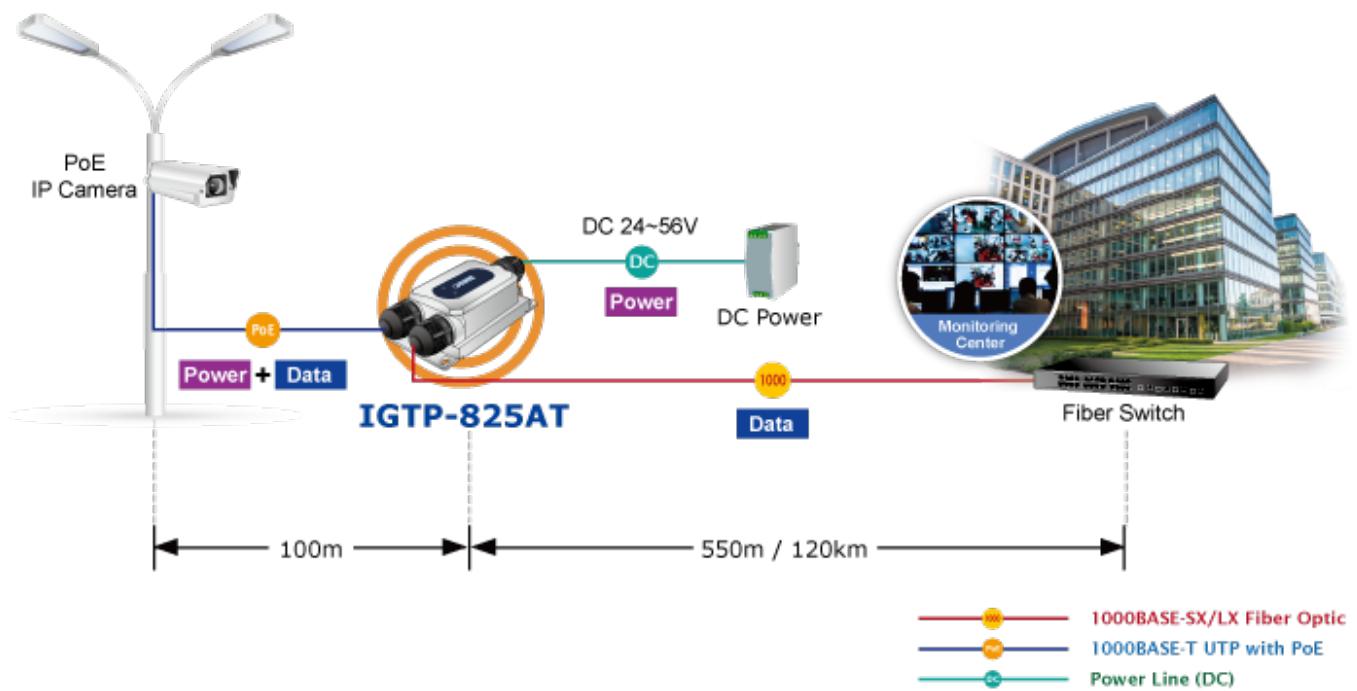 PoE
IP Camera
DC 24~56V
DC
Power
DC Power
PoE
Power + Data
IGTP-825AT
1000
Data
Monitoring
Center
Fiber Switch
100m
550m / 120km
1000 1000BASE-SX/LX Fiber Optic
PoE 1000BASE-T UTP with PoE
DC Power Line (DC)